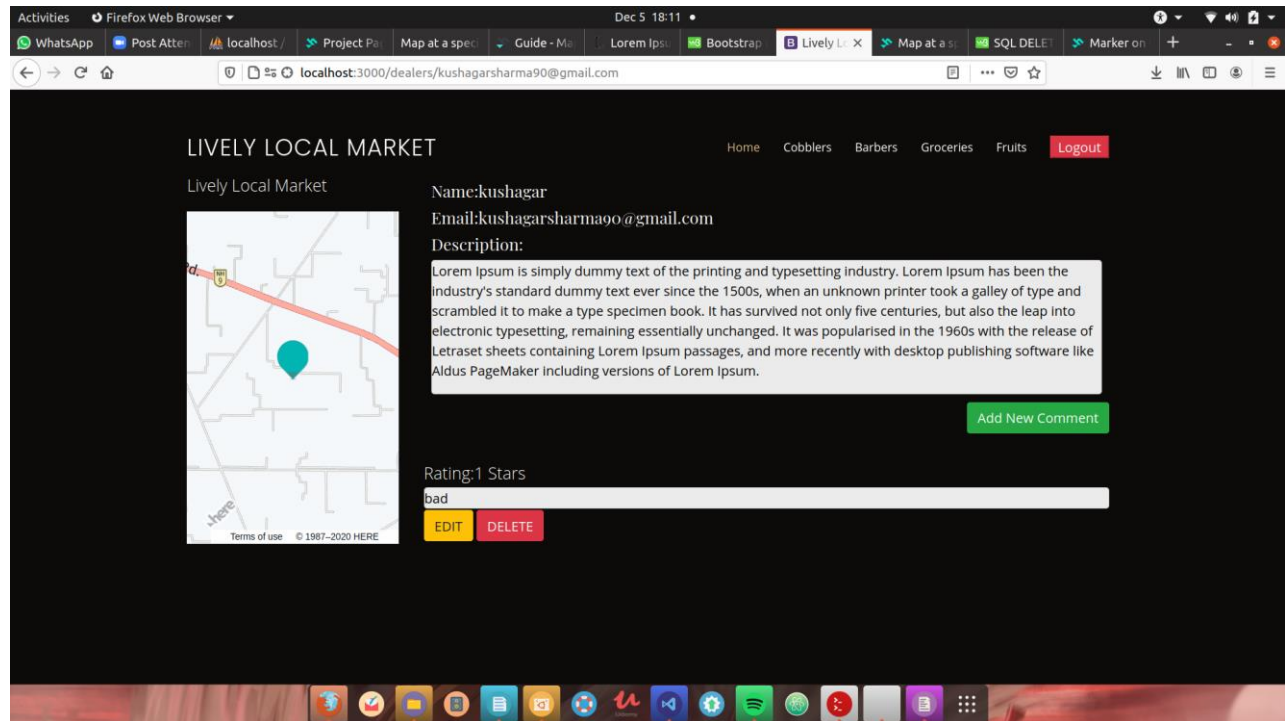 Activities Firefox Web Browser Dec 5 18:11
WhatsApp Post Atten localhost / Project Pa Map at a speci Guide - Ma Lorem Ipsu Bootstrap Lively Lo Map at a sp SQL DELET Marker on
localhost:3000/dealers/kushagarsharma90@gmail.com
LIVELY LOCAL MARKET Home Cobblers Barbers Groceries Fruits Logout
Lively Local Market
Rd.
NH
9
here
Terms of use © 1987–2020 HERE
Name:kushagar
Email:kushagarsharma90@gmail.com
Description:
Lorem Ipsum is simply dummy text of the printing and typesetting industry. Lorem Ipsum has been the
industry's standard dummy text ever since the 1500s, when an unknown printer took a galley of type and
scrambled it to make a type specimen book. It has survived not only five centuries, but also the leap into
electronic typesetting, remaining essentially unchanged. It was popularised in the 1960s with the release of
Letraset sheets containing Lorem Ipsum passages, and more recently with desktop publishing software like
Aldus PageMaker including versions of Lorem Ipsum.
Add New Comment
Rating:1 Stars
bad
EDIT DELETE